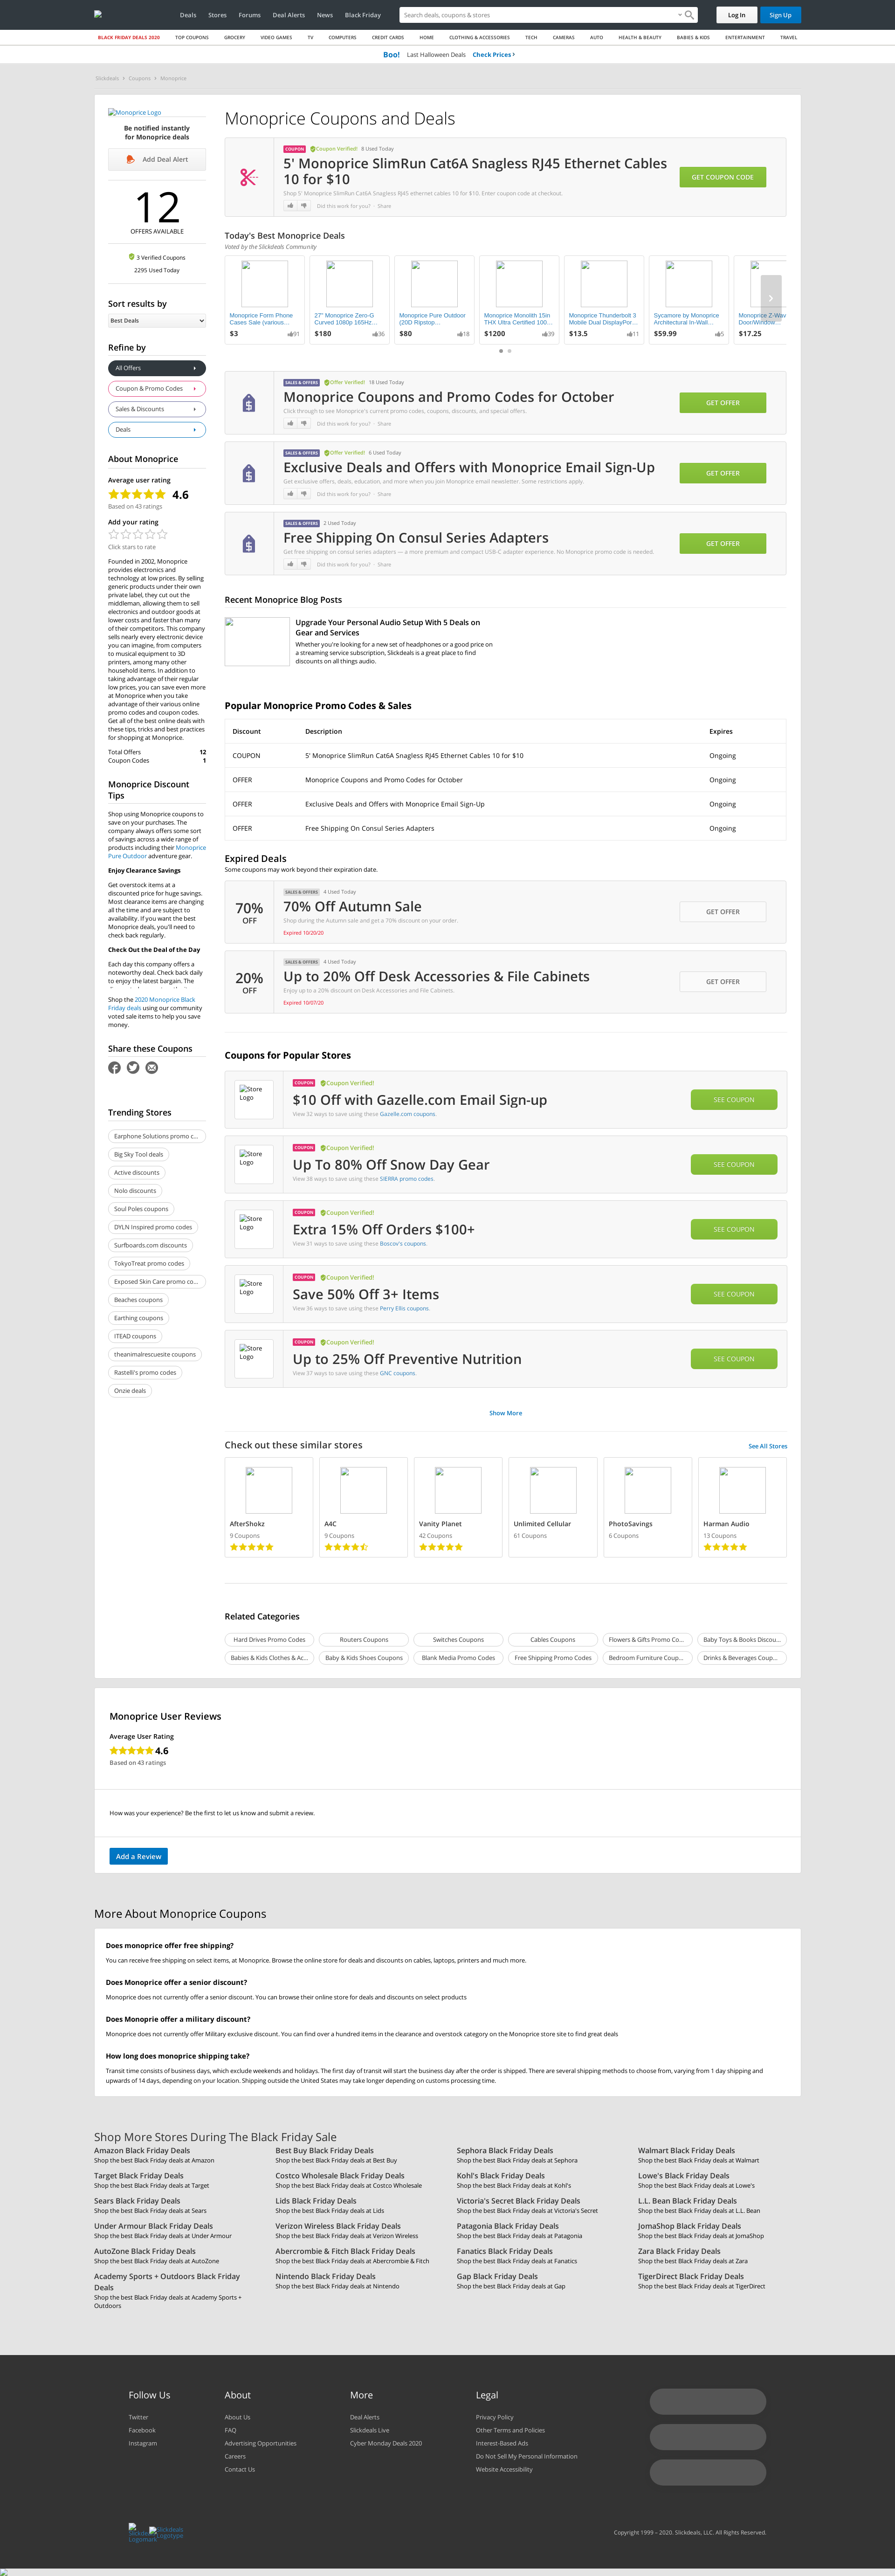 Deals Stores Forums Deal Alerts News Black Friday
Search deals, coupons & stores
Log In
Sign Up
BLACK FRIDAY DEALS 2020 TOP COUPONS GROCERY VIDEO GAMES TV COMPUTERS CREDIT CARDS HOME CLOTHING & ACCESSORIES TECH CAMERAS AUTO HEALTH & BEAUTY BABIES & KIDS ENTERTAINMENT TRAVEL
Boo! Last Halloween Deals Check Prices
Slickdeals Coupons Monoprice
Monoprice Logo
Be notified instantly
for Monoprice deals
Add Deal Alert
12
OFFERS AVAILABLE
3 Verified Coupons
2295 Used Today
Sort results by
Best Deals
Refine by
All Offers
Coupon & Promo Codes
Sales & Discounts
Deals
About Monoprice
Average user rating
4.6
Based on 43 ratings
Add your rating
Click stars to rate
Founded in 2002, Monoprice
provides electronics and
technology at low prices. By selling
generic products under their own
private label, they cut out the
middleman, allowing them to sell
electronics and outdoor goods at
lower costs and faster than many
of their competitors. This company
sells nearly every electronic device
you can imagine, from computers
to musical equipment to 3D
printers, among many other
household items. In addition to
taking advantage of their regular
low prices, you can save even more
at Monoprice when you take
advantage of their various online
promo codes and coupon codes.
Get all of the best online deals with
these tips, tricks and best practices
for shopping at Monoprice.
Total Offers 12
Coupon Codes 1
Monoprice Discount
Tips
Shop using Monoprice coupons to
save on your purchases. The
company always offers some sort
of savings across a wide range of
products including their Monoprice
Pure Outdoor adventure gear.
Enjoy Clearance Savings
Get overstock items at a
discounted price for huge savings.
Most clearance items are changing
all the time and are subject to
availability. If you want the best
Monoprice deals, you'll need to
check back regularly.
Check Out the Deal of the Day
Each day this company offers a
noteworthy deal. Check back daily
to enjoy the latest bargain. The
Shop the 2020 Monoprice Black
Friday deals using our community
voted sale items to help you save
money.
Share these Coupons
Trending Stores
Earphone Solutions promo c...
Big Sky Tool deals
Active discounts
Nolo discounts
Soul Poles coupons
DYLN Inspired promo codes
Surfboards.com discounts
TokyoTreat promo codes
Exposed Skin Care promo co...
Beaches coupons
Earthing coupons
ITEAD coupons
theanimalrescuesite coupons
Rastelli's promo codes
Onzie deals
Monoprice Coupons and Deals
COUPON Coupon Verified! 8 Used Today
5' Monoprice SlimRun Cat6A Snagless RJ45 Ethernet Cables
10 for $10
Shop 5' Monoprice SlimRun Cat6A Snagless RJ45 ethernet cables 10 for $10. Enter coupon code at checkout.
Did this work for you? · Share
GET COUPON CODE
Today's Best Monoprice Deals
Voted by the Slickdeals Community
Monoprice Form Phone
Cases Sale (various...
$3 91
27" Monoprice Zero-G
Curved 1080p 165Hz...
$180 36
Monoprice Pure Outdoor
(20D Ripstop...
$80 18
Monoprice Monolith 15in
THX Ultra Certified 100...
$1200 39
Monoprice Thunderbolt 3
Mobile Dual DisplayPor...
$13.5 11
Sycamore by Monoprice
Architectural In-Wall...
$59.99 5
Monoprice Z-Wav
Door/Window...
$17.25
SALES & OFFERS Offer Verified! 18 Used Today
Monoprice Coupons and Promo Codes for October
Click through to see Monoprice's current promo codes, coupons, discounts, and special offers.
Did this work for you? · Share
GET OFFER
SALES & OFFERS Offer Verified! 6 Used Today
Exclusive Deals and Offers with Monoprice Email Sign-Up
Get exclusive offers, deals, education, and more when you join Monoprice email newsletter. Some restrictions apply.
Did this work for you? · Share
GET OFFER
SALES & OFFERS 2 Used Today
Free Shipping On Consul Series Adapters
Get free shipping on consul series adapters — a more premium and compact USB-C adapter experience. No Monoprice promo code is needed.
Did this work for you? · Share
GET OFFER
Recent Monoprice Blog Posts
Upgrade Your Personal Audio Setup With 5 Deals on
Gear and Services
Whether you're looking for a new set of headphones or a good price on
a streaming service subscription, Slickdeals is a great place to find
discounts on all things audio.
Popular Monoprice Promo Codes & Sales
Discount Description Expires
COUPON 5' Monoprice SlimRun Cat6A Snagless RJ45 Ethernet Cables 10 for $10 Ongoing
OFFER Monoprice Coupons and Promo Codes for October Ongoing
OFFER Exclusive Deals and Offers with Monoprice Email Sign-Up Ongoing
OFFER Free Shipping On Consul Series Adapters Ongoing
Expired Deals
Some coupons may work beyond their expiration date.
70%
OFF
SALES & OFFERS 4 Used Today
70% Off Autumn Sale
Shop during the Autumn sale and get a 70% discount on your order.
Expired 10/20/20
GET OFFER
20%
OFF
SALES & OFFERS 4 Used Today
Up to 20% Off Desk Accessories & File Cabinets
Enjoy up to a 20% discount on Desk Accessories and File Cabinets.
Expired 10/07/20
GET OFFER
Coupons for Popular Stores
Store Logo
COUPON Coupon Verified!
$10 Off with Gazelle.com Email Sign-up
View 32 ways to save using these Gazelle.com coupons.
SEE COUPON
Store Logo
COUPON Coupon Verified!
Up To 80% Off Snow Day Gear
View 38 ways to save using these SIERRA promo codes.
SEE COUPON
Store Logo
COUPON Coupon Verified!
Extra 15% Off Orders $100+
View 31 ways to save using these Boscov's coupons.
SEE COUPON
Store Logo
COUPON Coupon Verified!
Save 50% Off 3+ Items
View 36 ways to save using these Perry Ellis coupons.
SEE COUPON
Store Logo
COUPON Coupon Verified!
Up to 25% Off Preventive Nutrition
View 37 ways to save using these GNC coupons.
SEE COUPON
Show More
Check out these similar stores
See All Stores
AfterShokz
9 Coupons
A4C
9 Coupons
Vanity Planet
42 Coupons
Unlimited Cellular
61 Coupons
PhotoSavings
6 Coupons
Harman Audio
13 Coupons
Related Categories
Hard Drives Promo Codes Routers Coupons Switches Coupons Cables Coupons Flowers & Gifts Promo Co... Baby Toys & Books Discou...
Babies & Kids Clothes & Ac... Baby & Kids Shoes Coupons Blank Media Promo Codes Free Shipping Promo Codes Bedroom Furniture Coup... Drinks & Beverages Coup...
Monoprice User Reviews
Average User Rating
4.6
Based on 43 ratings
How was your experience? Be the first to let us know and submit a review.
Add a Review
More About Monoprice Coupons
Does monoprice offer free shipping?
You can receive free shipping on select items, at Monoprice. Browse the online store for deals and discounts on cables, laptops, printers and much more.
Does Monoprice offer a senior discount?
Monoprice does not currently offer a senior discount. You can browse their online store for deals and discounts on select products
Does Monoprie offer a military discount?
Monoprice does not currently offer Military exclusive discount. You can find over a hundred items in the clearance and overstock category on the Monoprice store site to find great deals
How long does monoprice shipping take?
Transit time consists of business days, which exclude weekends and holidays. The first day of transit will start the business day after the order is shipped. There are several shipping methods to choose from, varying from 1 day shipping and
upwards of 14 days, depending on your location. Shipping outside the United States may take longer depending on customs processing time.
Shop More Stores During The Black Friday Sale
Amazon Black Friday Deals
Shop the best Black Friday deals at Amazon
Best Buy Black Friday Deals
Shop the best Black Friday deals at Best Buy
Sephora Black Friday Deals
Shop the best Black Friday deals at Sephora
Walmart Black Friday Deals
Shop the best Black Friday deals at Walmart
Target Black Friday Deals
Shop the best Black Friday deals at Target
Costco Wholesale Black Friday Deals
Shop the best Black Friday deals at Costco Wholesale
Kohl's Black Friday Deals
Shop the best Black Friday deals at Kohl's
Lowe's Black Friday Deals
Shop the best Black Friday deals at Lowe's
Sears Black Friday Deals
Shop the best Black Friday deals at Sears
Lids Black Friday Deals
Shop the best Black Friday deals at Lids
Victoria's Secret Black Friday Deals
Shop the best Black Friday deals at Victoria's Secret
L.L. Bean Black Friday Deals
Shop the best Black Friday deals at L.L. Bean
Under Armour Black Friday Deals
Shop the best Black Friday deals at Under Armour
Verizon Wireless Black Friday Deals
Shop the best Black Friday deals at Verizon Wireless
Patagonia Black Friday Deals
Shop the best Black Friday deals at Patagonia
JomaShop Black Friday Deals
Shop the best Black Friday deals at JomaShop
AutoZone Black Friday Deals
Shop the best Black Friday deals at AutoZone
Abercrombie & Fitch Black Friday Deals
Shop the best Black Friday deals at Abercrombie & Fitch
Fanatics Black Friday Deals
Shop the best Black Friday deals at Fanatics
Zara Black Friday Deals
Shop the best Black Friday deals at Zara
Academy Sports + Outdoors Black Friday
Deals
Shop the best Black Friday deals at Academy Sports +
Outdoors
Nintendo Black Friday Deals
Shop the best Black Friday deals at Nintendo
Gap Black Friday Deals
Shop the best Black Friday deals at Gap
TigerDirect Black Friday Deals
Shop the best Black Friday deals at TigerDirect
Follow Us
Twitter
Facebook
Instagram
About
About Us
FAQ
Advertising Opportunities
Careers
Contact Us
More
Deal Alerts
Slickdeals Live
Cyber Monday Deals 2020
Legal
Privacy Policy
Other Terms and Policies
Interest-Based Ads
Do Not Sell My Personal Information
Website Accessibility
Slickdeals Logomark
Slickdeals Logotype
Copyright 1999 – 2020. Slickdeals, LLC. All Rights Reserved.